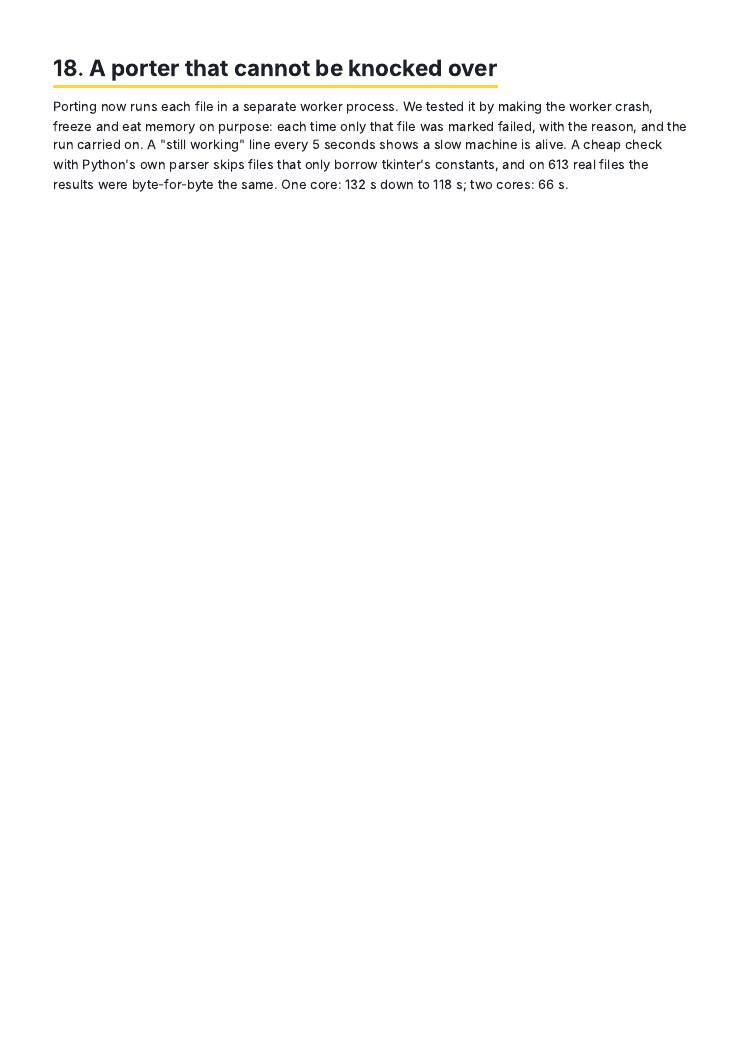 18. A porter that cannot be knocked over
Porting now runs each file in a separate worker process. We tested it by making the worker crash,
freeze and eat memory on purpose: each time only that file was marked failed, with the reason, and the
run carried on. A "still working" line every 5 seconds shows a slow machine is alive. A cheap check
with Python's own parser skips files that only borrow tkinter's constants, and on 613 real files the
results were byte-for-byte the same. One core: 132 s down to 118 s; two cores: 66 s.